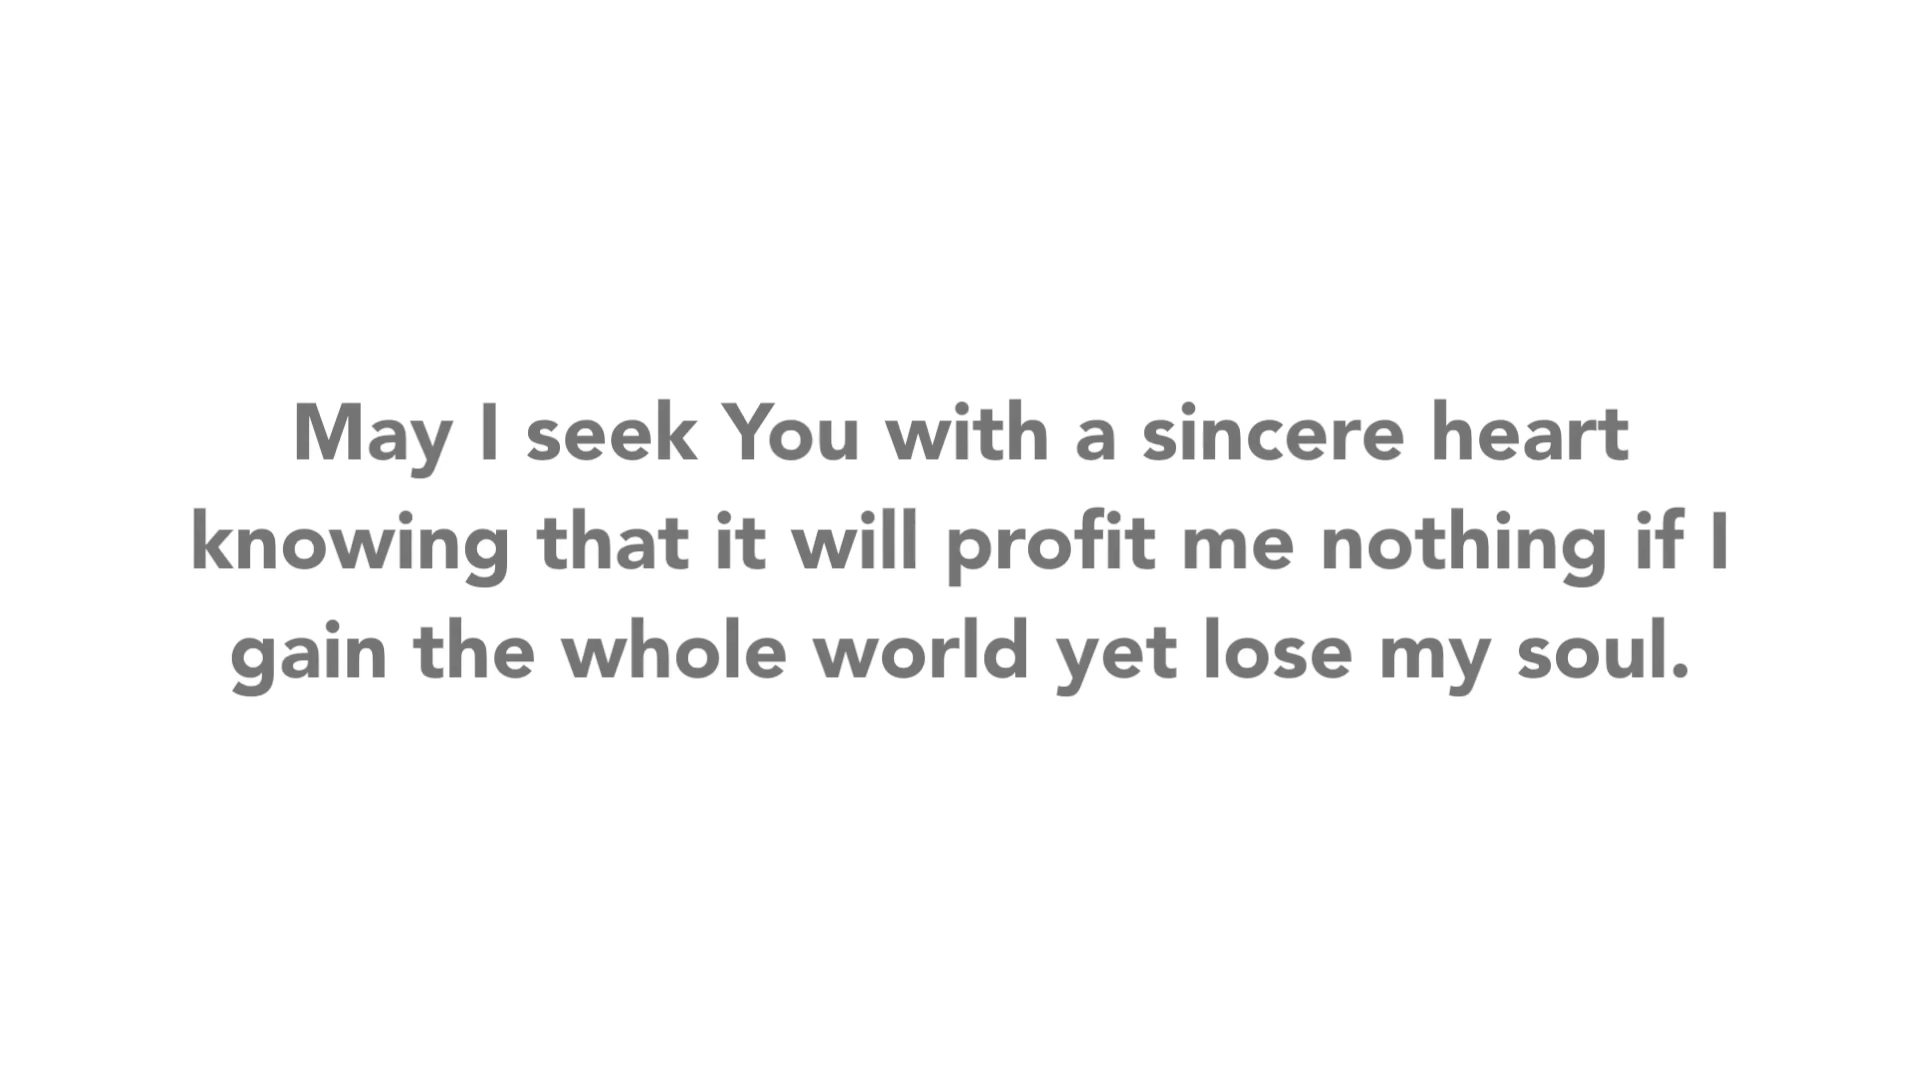 May I seek You with a sincere heart
knowing that it will profit me nothing if I
gain the whole world yet lose my soul.